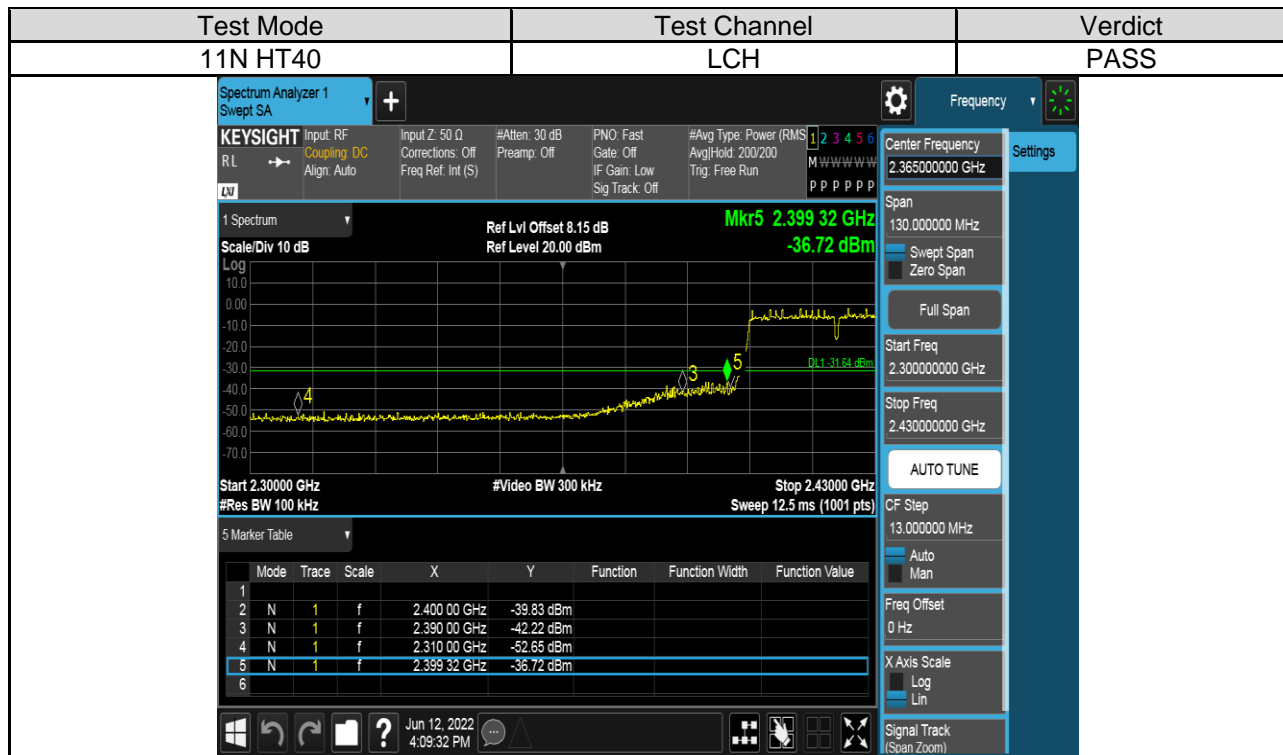 Test Mode Test Channel Verdict
11N HT40 LCH PASS
Spectrum Analyzer 1
Swept SA
+
Frequency
KEYSIGHT
RL
LXI
Input: RF
Coupling: DC
Align: Auto
Input Z: 50 Ω
Corrections: Off
Freq Ref: Int (S)
#Atten: 30 dB
Preamp: Off
PNO: Fast
Gate: Off
IF Gain: Low
Sig Track: Off
#Avg Type: Power (RMS
Avg|Hold: 200/200
Trig: Free Run
1 2 3 4 5 6
M W W W W W
P P P P P P
1 Spectrum
Scale/Div 10 dB
Ref Lvl Offset 8.15 dB
Ref Level 20.00 dBm
Mkr5 2.399 32 GHz
-36.72 dBm
Log
10.0
0.00
-10.0
-20.0
-30.0
-40.0
-50.0
-60.0
-70.0
DL1 -31.64 dBm
4
3
5
Start 2.30000 GHz
#Res BW 100 kHz
#Video BW 300 kHz
Stop 2.43000 GHz
Sweep 12.5 ms (1001 pts)
5 Marker Table
Mode Trace Scale X Y Function Function Width Function Value
1
2 N 1 f 2.400 00 GHz -39.83 dBm
3 N 1 f 2.390 00 GHz -42.22 dBm
4 N 1 f 2.310 00 GHz -52.65 dBm
5 N 1 f 2.399 32 GHz -36.72 dBm
6
?
Jun 12, 2022
4:09:32 PM
Center Frequency
2.365000000 GHz
Settings
Span
130.000000 MHz
Swept Span
Zero Span
Full Span
Start Freq
2.300000000 GHz
Stop Freq
2.430000000 GHz
AUTO TUNE
CF Step
13.000000 MHz
Auto
Man
Freq Offset
0 Hz
X Axis Scale
Log
Lin
Signal Track
(Span Zoom)